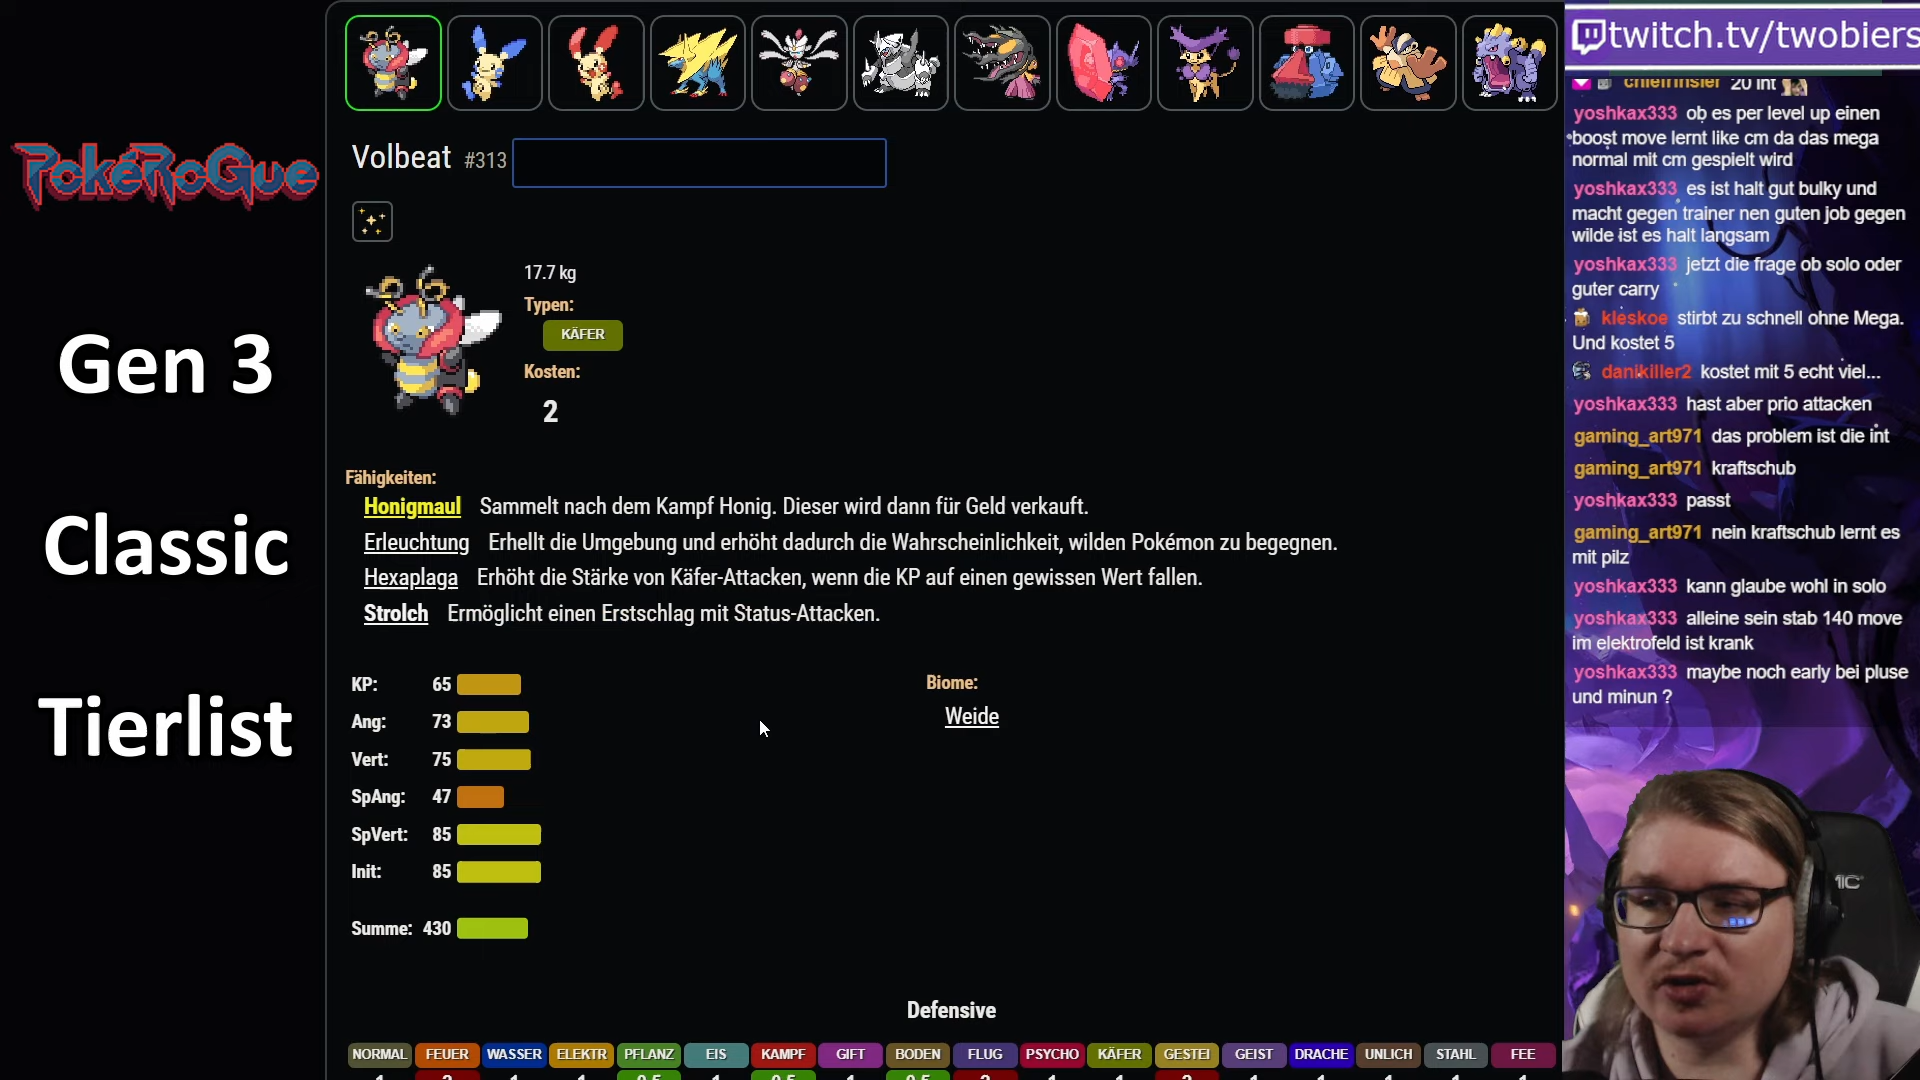 twitch.tv/twobiers
20 int
yoshkax333 ob es per level up einen
boost move lernt like cm da das mega
normal mit cm gespielt wird
yoshkax333 es ist halt gut bulky und
macht gegen trainer nen guten job gegen
wilde ist es halt langsam
yoshkax333 jetzt die frage ob solo oder
guter carry
kleskoe stirbt zu schnell ohne Mega.
Und kostet 5
danikiller2 kostet mit 5 echt viel...
yoshkax333 hast aber prio attacken
gaming_art971 das problem ist die int
gaming_art971 kraftschub
yoshkax333 passt
gaming_art971 nein kraftschub lernt es
mit pilz
yoshkax333 kann glaube wohl in solo
yoshkax333 alleine sein stab 140 move
im elektrofeld ist krank
yoshkax333 maybe noch early bei pluse
und minun ?
PokéRoGue
Gen 3
Classic
Tierlist
Volbeat #313
17.7 kg
Typen:
KÄFER
Kosten:
2
Fähigkeiten:
Honigmaul Sammelt nach dem Kampf Honig. Dieser wird dann für Geld verkauft.
Erleuchtung Erhellt die Umgebung und erhöht dadurch die Wahrscheinlichkeit, wilden Pokémon zu begegnen.
Hexaplaga Erhöht die Stärke von Käfer-Attacken, wenn die KP auf einen gewissen Wert fallen.
Strolch Ermöglicht einen Erstschlag mit Status-Attacken.
KP: 65
Ang: 73
Vert: 75
SpAng: 47
SpVert: 85
Init: 85
Summe: 430
Biome:
Weide
Defensive
NORMAL FEUER WASSER ELEKTR PFLANZ EIS KAMPF GIFT BODEN FLUG PSYCHO KÄFER GESTEI GEIST DRACHE UNLICH STAHL FEE